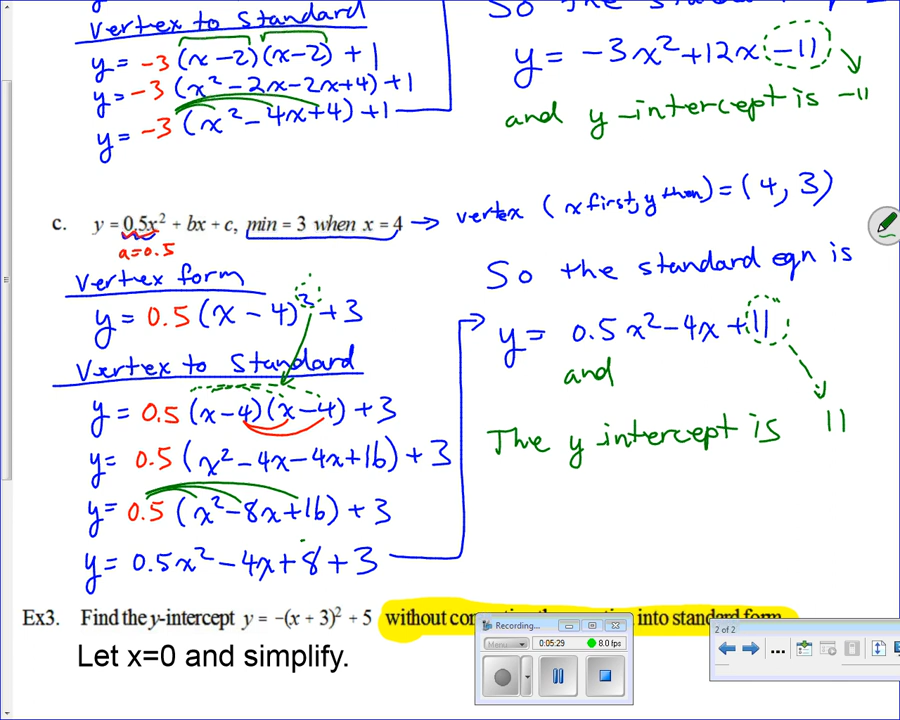 Vertex to Standard
y = -3 (x-2)(x-2) + 1
y = -3 (x² - 2x - 2x + 4) + 1
y = -3 (x² - 4x + 4) + 1
So the standard
y = -3x² + 12x - 11
and y-intercept is -11
c. y = 0.5x² + bx + c, min = 3 when x = 4 → vertex (x first, y then) = (4, 3)
a = 0.5
Vertex form
y = 0.5 (x - 4)² + 3
Vertex to Standard
y = 0.5 (x-4)(x-4) + 3
y = 0.5 (x² - 4x - 4x + 16) + 3
y = 0.5 (x² - 8x + 16) + 3
y = 0.5x² - 4x + 8 + 3
So the standard eqn is
y = 0.5x² - 4x + 11
and
The y intercept is 11
Ex3. Find the y-intercept y = -(x + 3)² + 5 without into standard form
Let x=0 and simplify.
Recording...
Menu
0:05:29
8.0 fps
2 of 2
...